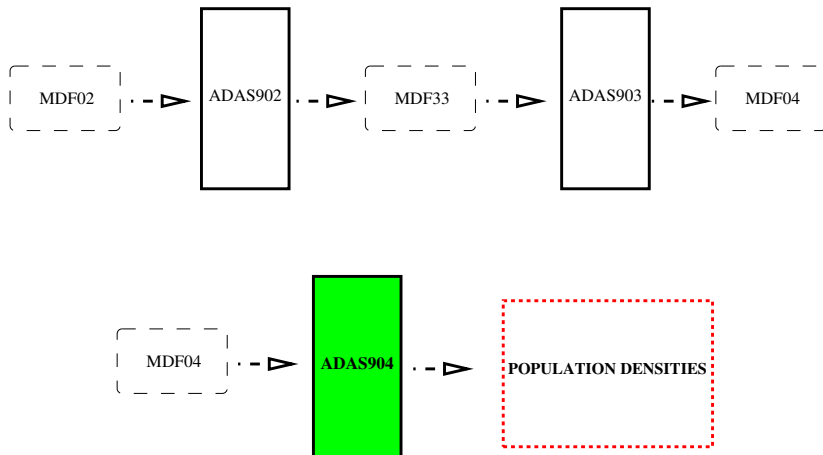 MDF02
ADAS902
MDF33
ADAS903
MDF04
MDF04
ADAS904
POPULATION DENSITIES